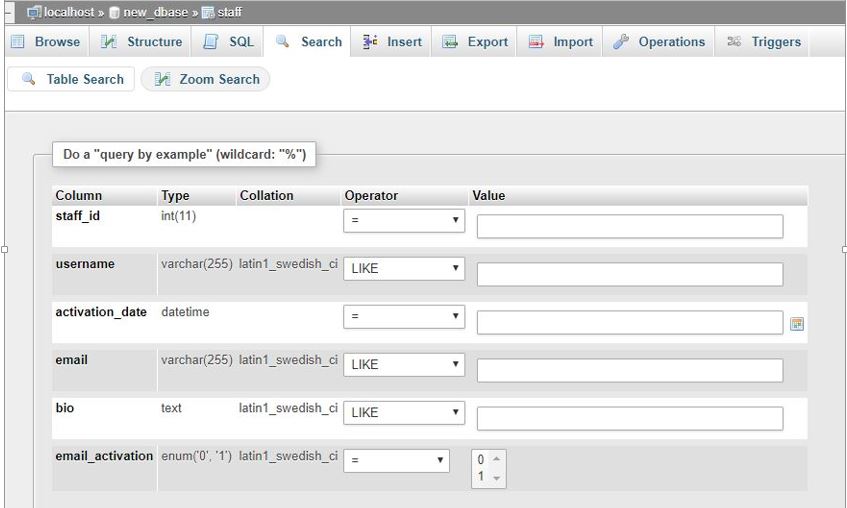 localhost » new_dbase » staff
Browse Structure SQL Search Insert Export Import Operations Triggers
Table Search Zoom Search
Do a "query by example" (wildcard: "%")
Column Type Collation Operator Value
staff_id int(11) =
username varchar(255) latin1_swedish_ci LIKE
activation_date datetime =
email varchar(255) latin1_swedish_ci LIKE
bio text latin1_swedish_ci LIKE
email_activation enum('0', '1') latin1_swedish_ci = 0
1